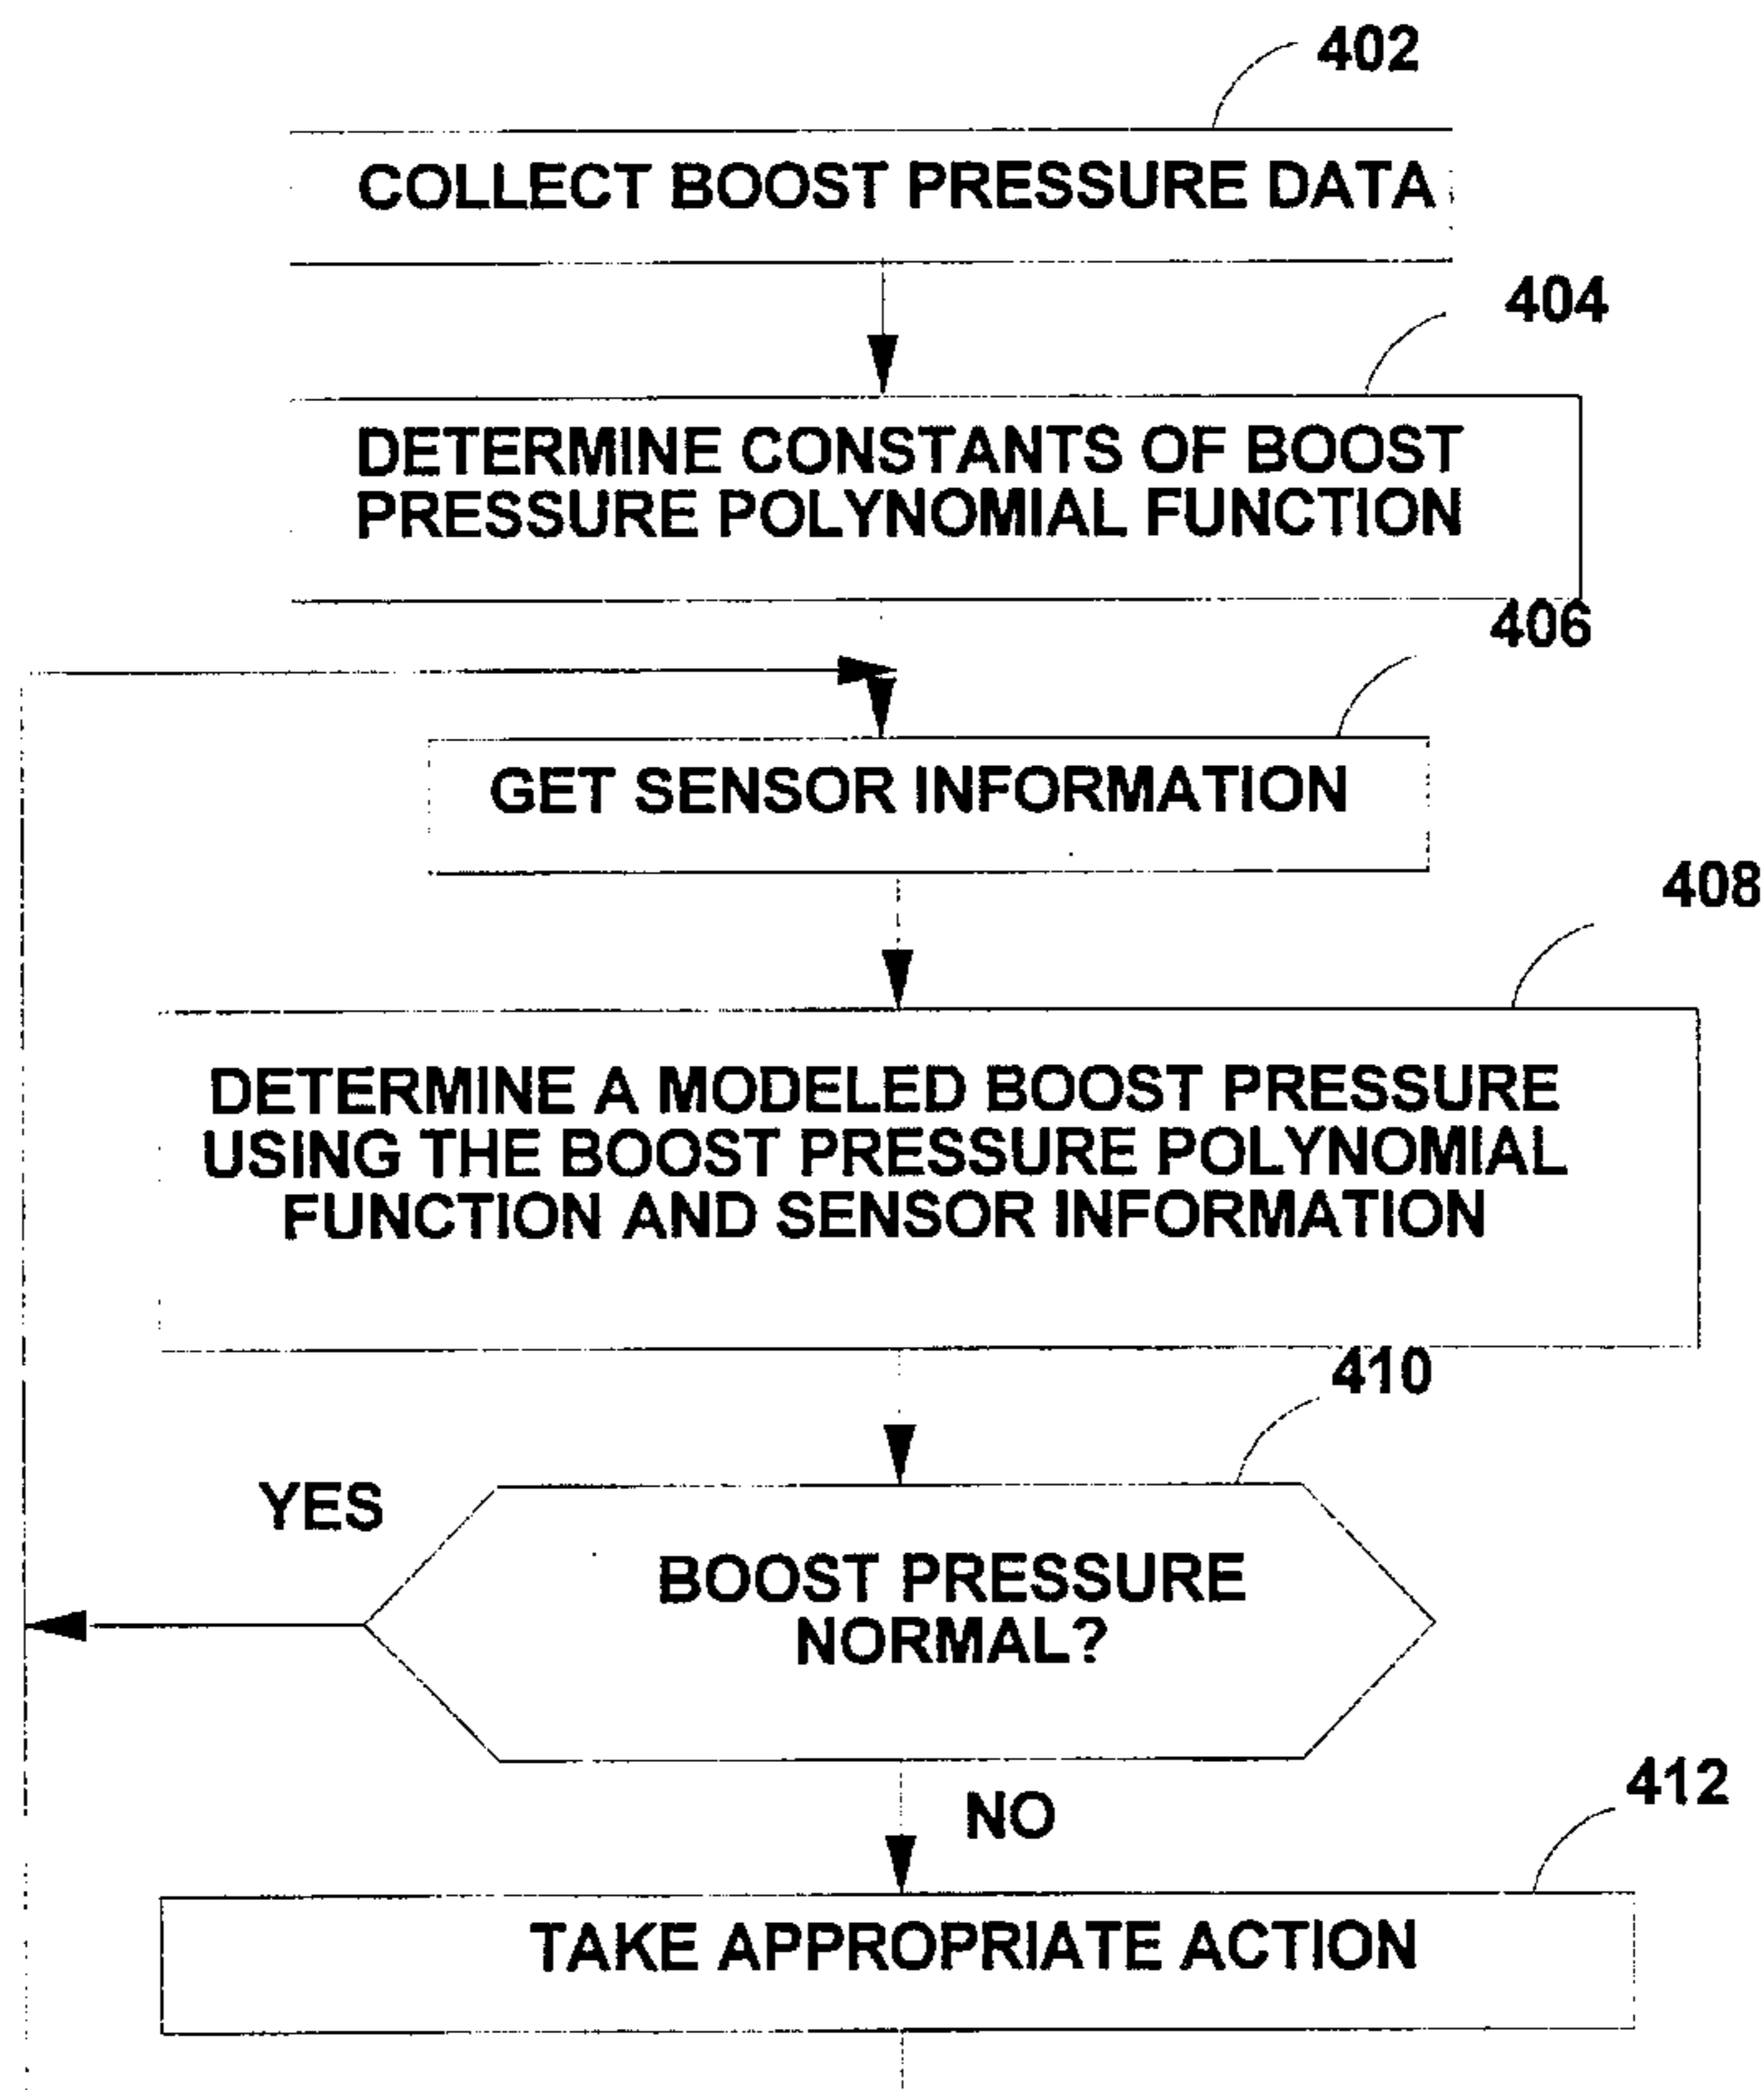 402
COLLECT BOOST PRESSURE DATA
404
DETERMINE CONSTANTS OF BOOST
PRESSURE POLYNOMIAL FUNCTION
406
GET SENSOR INFORMATION
408
DETERMINE A MODELED BOOST PRESSURE
USING THE BOOST PRESSURE POLYNOMIAL
FUNCTION AND SENSOR INFORMATION
410
YES
BOOST PRESSURE
NORMAL?
NO
412
TAKE APPROPRIATE ACTION